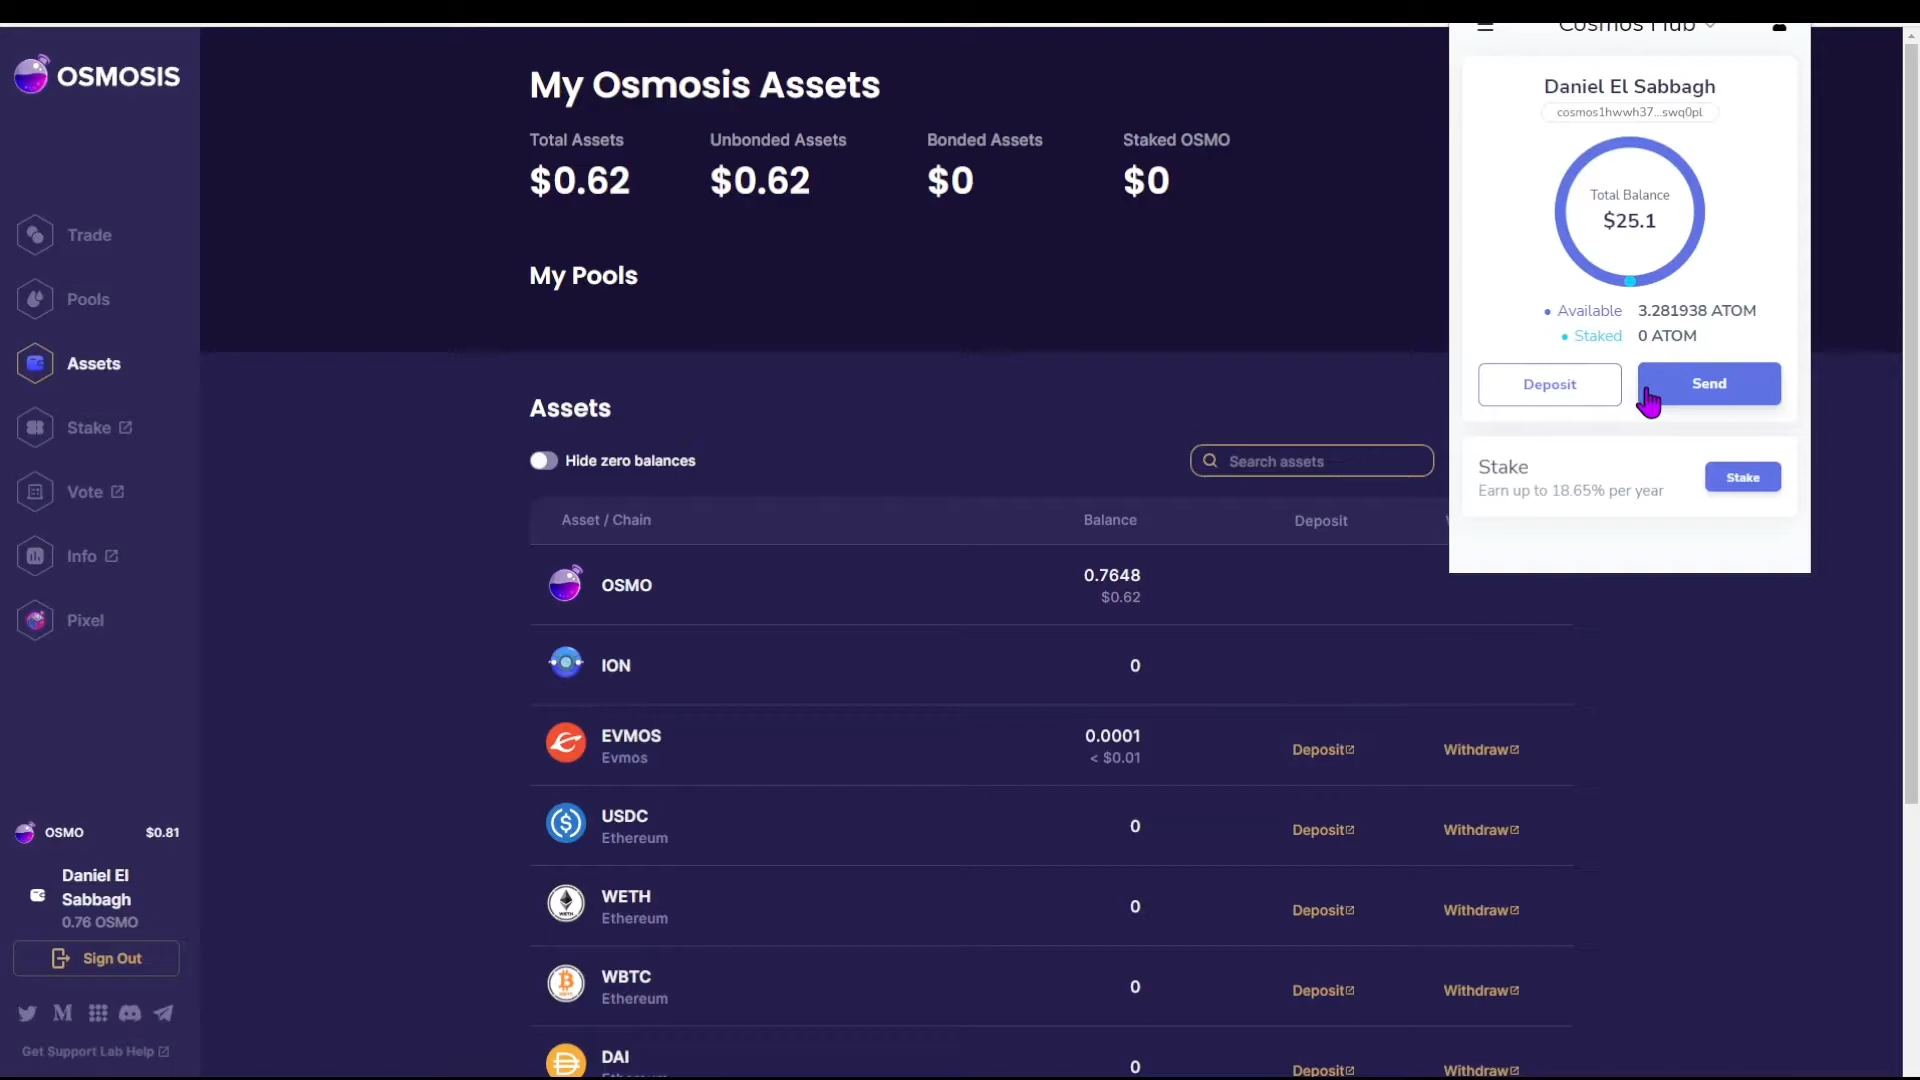 OSMOSIS
Trade
Pools
Assets
Stake
Vote
Info
Pixel
OSMO $0.81
Daniel El
Sabbagh
0.76 OSMO
Sign Out
Get Support Lab Help
My Osmosis Assets
Total Assets Unbonded Assets Bonded Assets Staked OSMO
$0.62 $0.62 $0 $0
My Pools
Assets
Hide zero balances
Search assets
Asset / Chain Balance Deposit
OSMO 0.7648
$0.62
ION 0
EVMOS 0.0001
Evmos < $0.01
Deposit Withdraw
USDC
Ethereum
0 Deposit Withdraw
WETH
Ethereum
0 Deposit Withdraw
WBTC
Ethereum
0 Deposit Withdraw
DAI
0 Deposit Withdraw
Cosmos Hub
Daniel El Sabbagh
cosmos1hwwh37...swq0pl
Total Balance
$25.1
Available 3.281938 ATOM
Staked 0 ATOM
Deposit Send
Stake
Earn up to 18.65% per year
Stake